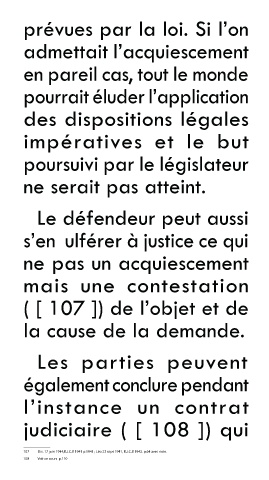 prévues par la loi. Si l’on
admettait l’acquiescement
en pareil cas, tout le monde
pourrait éluder l’application
des dispositions légales
impératives et le but
poursuivi par le législateur
ne serait pas atteint.
Le défendeur peut aussi
s’en ulférer à justice ce qui
ne pas un acquiescement
mais une contestation
( [ 107 ]) de l’objet et de
la cause de la demande.
Les parties peuvent
également conclure pendant
l’instance un contrat
judiciaire ( [ 108 ]) qui
107
108